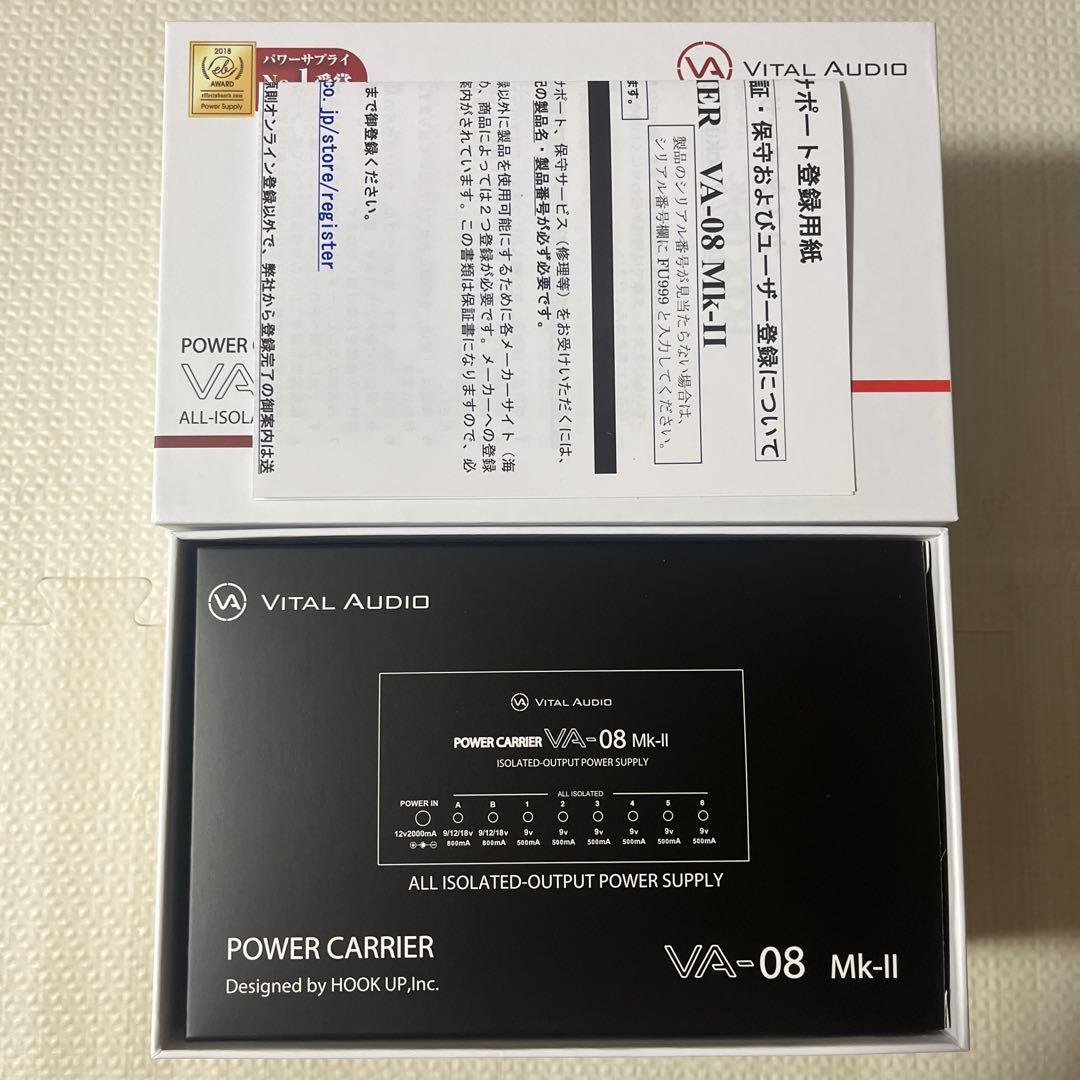 2018
eb
AWARD
effectsboard.com
Power Supply
パワーサプライ
No.1 受賞
VA
VITAL AUDIO
POWER
VA
ALL-ISOL
ナポート登録用紙
証・保守およびユーザー登録について
IER VA-08 Mk-II
製品のシリアル番号が見当たらない場合は、
シリアル番号欄に FU999 と入力してください。
ます。
ナポート、保守サービス(修理等)をお受けいただくには、
の製品名・製品番号が必ず必要です。
以外に製品を使用可能にするために各メーカーサイト(海
り、商品によっては２つ登録が必要です。メーカーへの登録
案内がされています。この書類は保証書になりますので、必
まで御登録ください。
co.jp/store/register
原則オンライン登録以外で、弊社から登録完了の御案内は送
VA VITAL AUDIO
VA VITAL AUDIO
POWER CARRIER VA-08 Mk-II
ISOLATED-OUTPUT POWER SUPPLY
ALL ISOLATED
POWER IN A B 1 2 3 4 5 6
12v2000mA 9/12/18v 9/12/18v 9v 9v 9v 9v 9v 9v
800mA 800mA 500mA 500mA 500mA 500mA 500mA 500mA
ALL ISOLATED-OUTPUT POWER SUPPLY
POWER CARRIER
VA-08 Mk-II
Designed by HOOK UP,Inc.